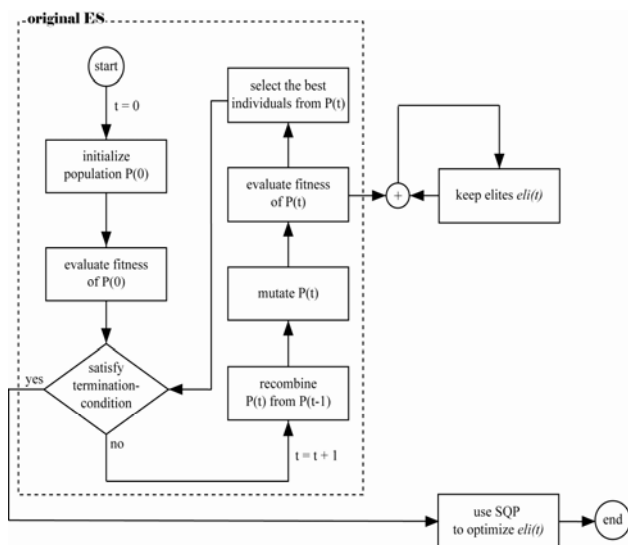 original ES
start
t = 0
initialize
population P(0)
evaluate fitness
of P(0)
satisfy
termination-
condition
yes
no
t = t + 1
recombine
P(t) from P(t-1)
mutate P(t)
evaluate fitness
of P(t)
select the best
individuals from P(t)
+
keep elites eli(t)
use SQP
to optimize eli(t)
end